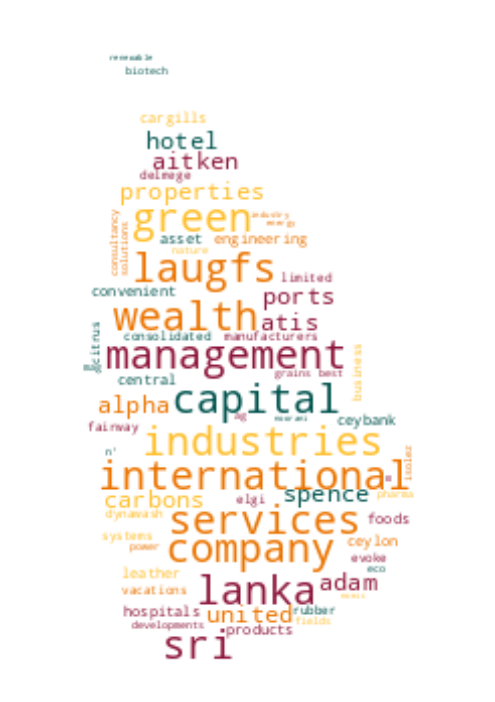 renewable
biotech
cargills
hotel
aitken
delmege
properties
green
industry
energy
consultancy
solutions
asset engineering
nature
laugfs limited
convenient ports
wealth atis
citrus
consolidated manufacturers
management
grains best
business
central
alpha capital
ag
ceybank
fairway
industries
n'
international
carbons elgi spence pharma
dynawash services foods
systems company ceylon
power
evoke
leather eco
vacations lanka adam
hospitals united rubber
fields
developments products
sri